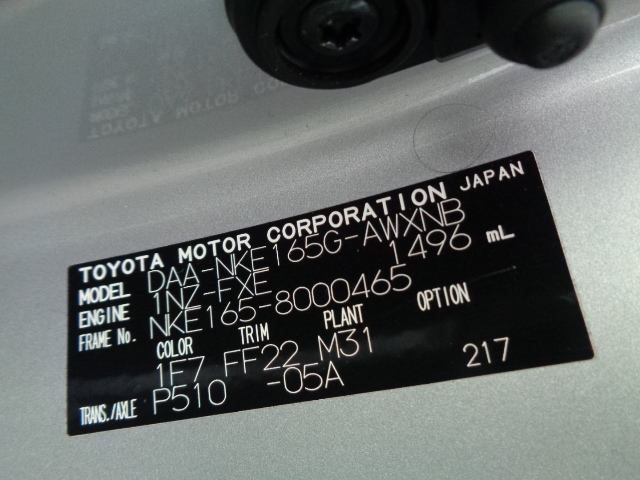 TOYOTA MOTOR CORPORATION JAPAN
MODEL DAA-NKE165G-AWXNB
ENGINE 1NZ-FXE 1496 mL
FRAME No. NKE165-8000465
COLOR TRIM PLANT OPTION
1F7 FF22 M31
TRANS./AXLE P510 -05A 217